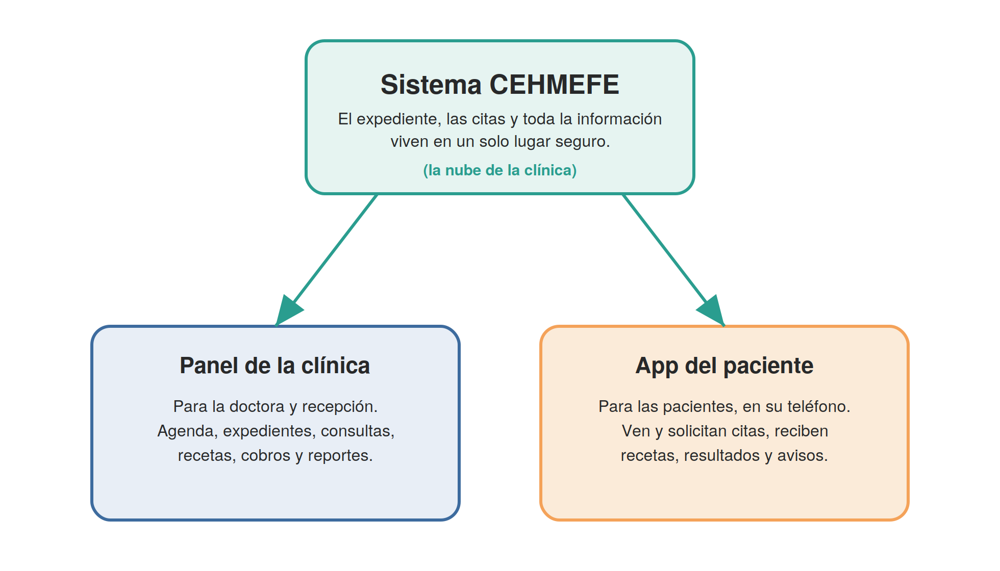 Sistema CEHMEFE
El expediente, las citas y toda la información
viven en un solo lugar seguro.
(la nube de la clínica)
Panel de la clínica
Para la doctora y recepción.
Agenda, expedientes, consultas,
recetas, cobros y reportes.
App del paciente
Para las pacientes, en su teléfono.
Ven y solicitan citas, reciben
recetas, resultados y avisos.